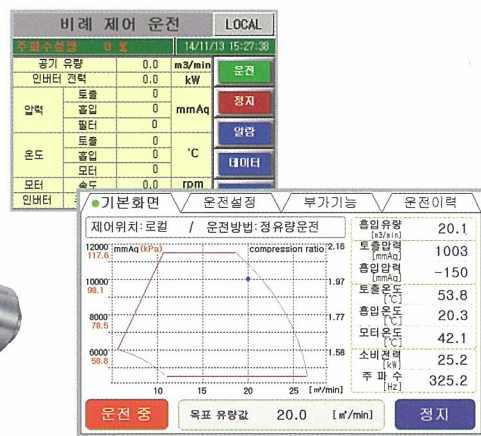 비례 제어 운전 LOCAL
주파수설정 0 % 14/11/13 15:27:38
공기 유량 0.0 m3/min 운전
인버터 전력 0.0 kW
압력 토출 0 mmAq 정지
흡입 0
필터 0 알람
온도 토출 0 ℃
흡입 0 데이터
모터 0
모터 속도 0.0 rpm
인버터
●기본화면 운전설정 부가기능 운전이력
제어위치:로컬 / 운전방법:정유량운전
12000 mmAq (kPa) compression ratio 2.16
117.6
10000 1.97
98.1
8000 1.77
78.5
6000 1.58
58.8
10 15 20 25 [㎥/min]
흡입유량 [m3/min] 20.1
토출압력 [mmAq] 1003
흡입압력 [mmAq] -150
토출온도 [℃] 53.8
흡입온도 [℃] 20.3
모터온도 [℃] 42.1
소비전력 [kW] 25.2
주 파 수 [Hz] 325.2
운전 중 목표 유량값 20.0 [㎥/min] 정지